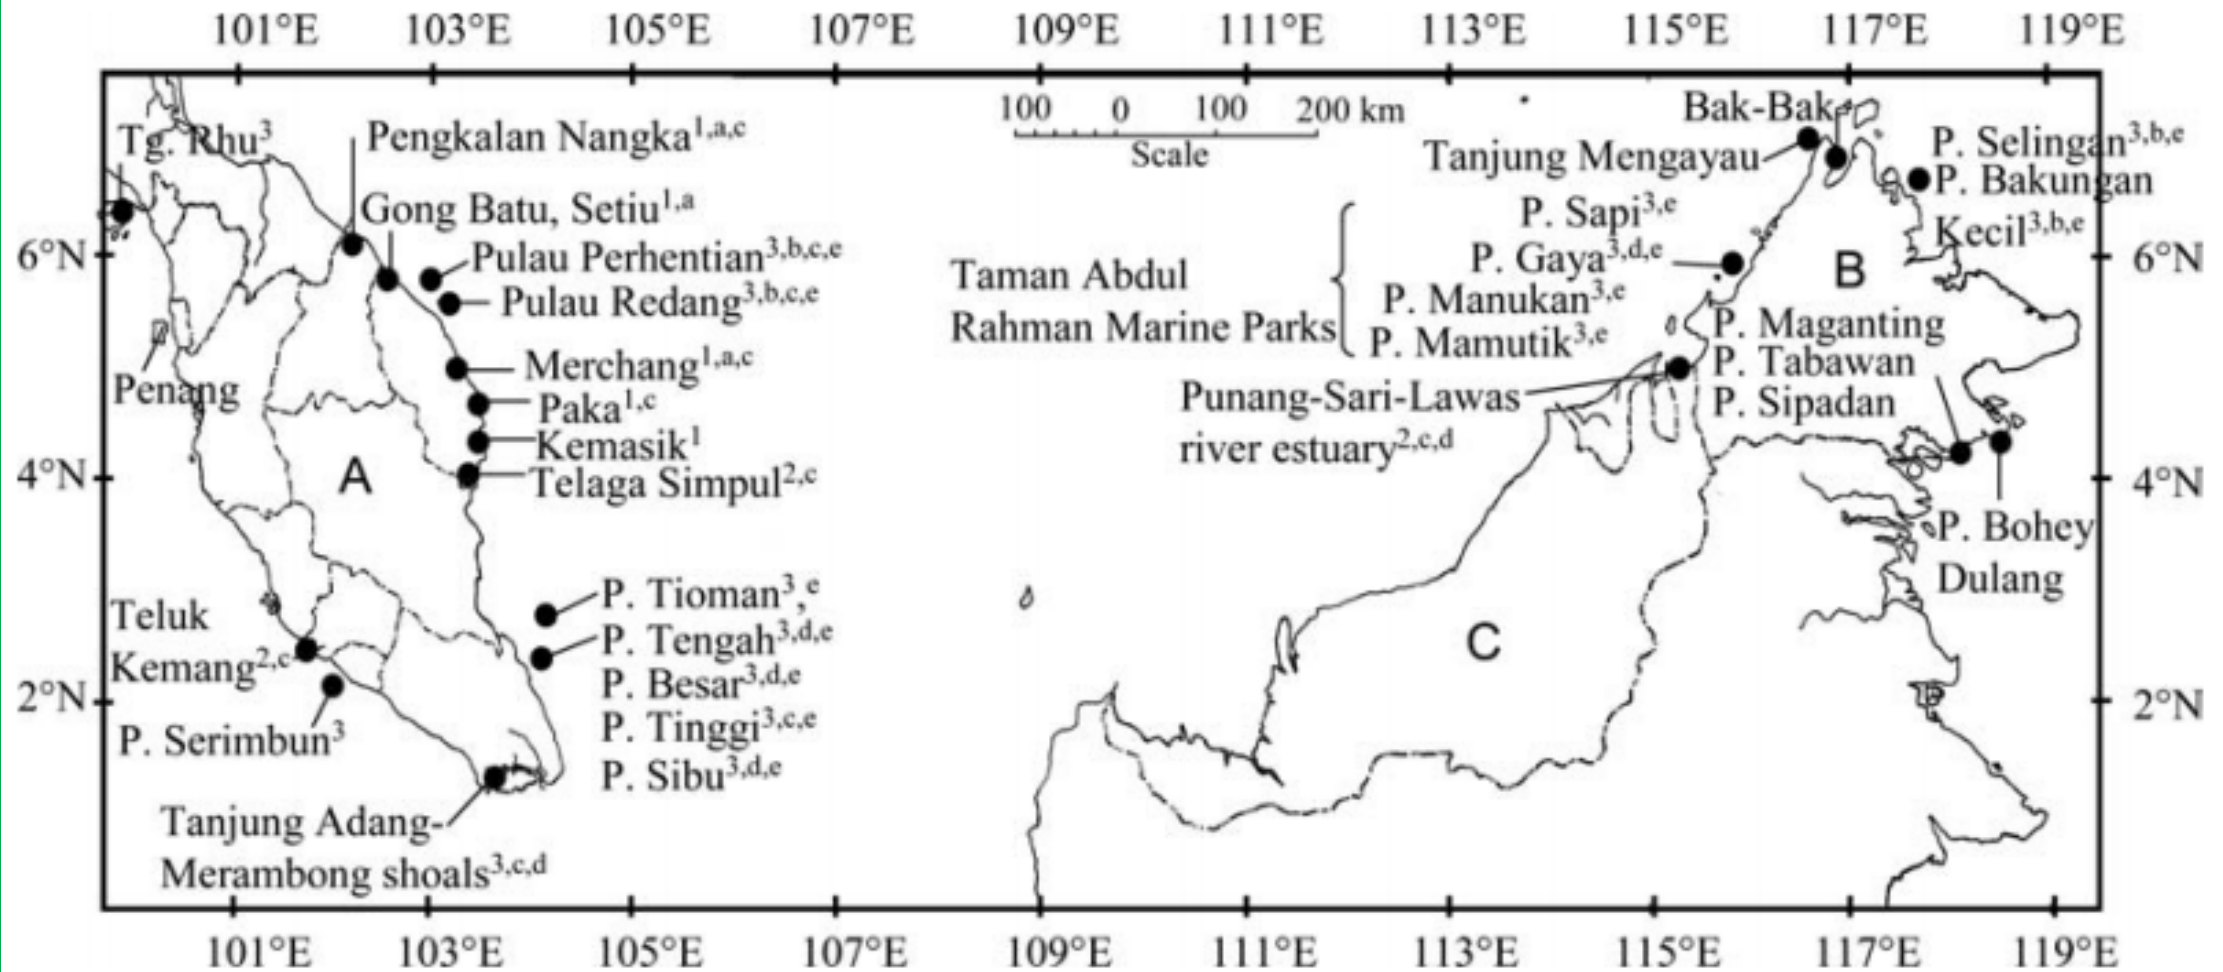 101°E 103°E 105°E 107°E 109°E 111°E 113°E 115°E 117°E 119°E
Tg. Rhu3
Pengkalan Nangka1,a,c
Gong Batu, Setiu1,a
6°N
Pulau Perhentian3,b,c,e
Pulau Redang3,b,c,e
Merchang1,a,c
Penang
Paka1,c
Kemasik1
4°N
A
Telaga Simpul2,c
P. Tioman3,e
Teluk
Kemang2,c
P. Tengah3,d,e
P. Besar3,d,e
2°N
P. Tinggi3,c,e
P. Serimbun3
P. Sibu3,d,e
Tanjung Adang-
Merambong shoals3,c,d
100 0 100 200 km
Scale
Bak-Bak
Tanjung Mengayau
P. Selingan3,b,e
P. Bakungan
Kecil3,b,e
P. Sapi3,e
P. Gaya3,d,e
P. Manukan3,e
P. Mamutik3,e
Taman Abdul
Rahman Marine Parks
6°N
B
P. Maganting
P. Tabawan
P. Sipadan
Punang-Sari-Lawas
river estuary2,c,d
4°N
P. Bohey
Dulang
C
2°N
101°E 103°E 105°E 107°E 109°E 111°E 113°E 115°E 117°E 119°E